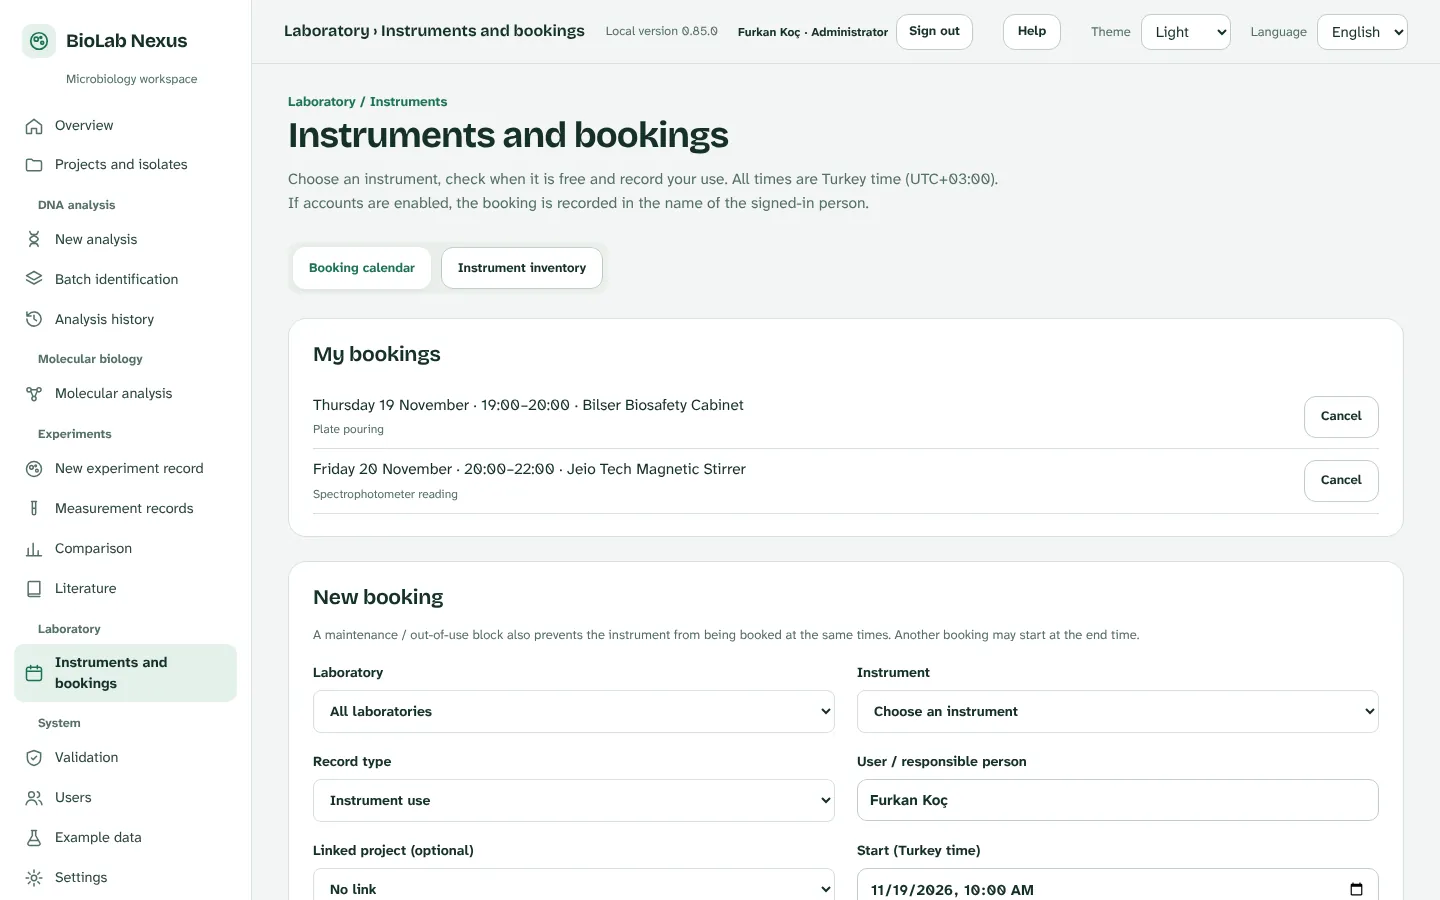 BioLab Nexus
Microbiology workspace
Overview
Projects and isolates
DNA analysis
New analysis
Batch identification
Analysis history
Molecular biology
Molecular analysis
Experiments
New experiment record
Measurement records
Comparison
Literature
Laboratory
Instruments and
bookings
System
Validation
Users
Example data
Settings
Laboratory › Instruments and bookings
Local version 0.85.0
Furkan Koç · Administrator
Sign out
Help
Theme
Light
Language
English
Laboratory / Instruments
Instruments and bookings
Choose an instrument, check when it is free and record your use. All times are Turkey time (UTC+03:00).
If accounts are enabled, the booking is recorded in the name of the signed-in person.
Booking calendar
Instrument inventory
My bookings
Thursday 19 November · 19:00–20:00 · Bilser Biosafety Cabinet
Plate pouring
Cancel
Friday 20 November · 20:00–22:00 · Jeio Tech Magnetic Stirrer
Spectrophotometer reading
Cancel
New booking
A maintenance / out-of-use block also prevents the instrument from being booked at the same times. Another booking may start at the end time.
Laboratory
All laboratories
Instrument
Choose an instrument
Record type
Instrument use
User / responsible person
Furkan Koç
Linked project (optional)
No link
Start (Turkey time)
11/19/2026, 10:00 AM